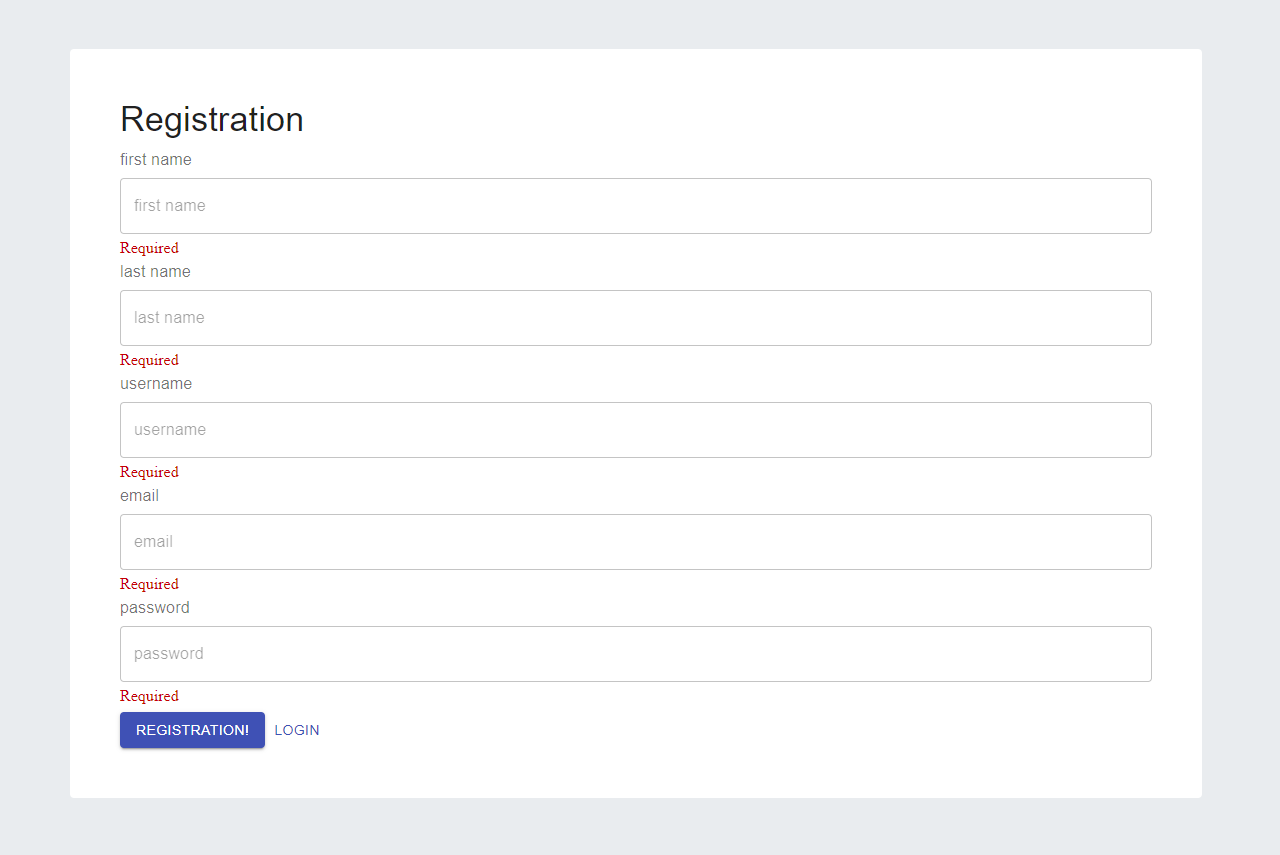 Registration
first name
first name
Required
last name
last name
Required
username
username
Required
email
email
Required
password
password
Required
REGISTRATION! LOGIN